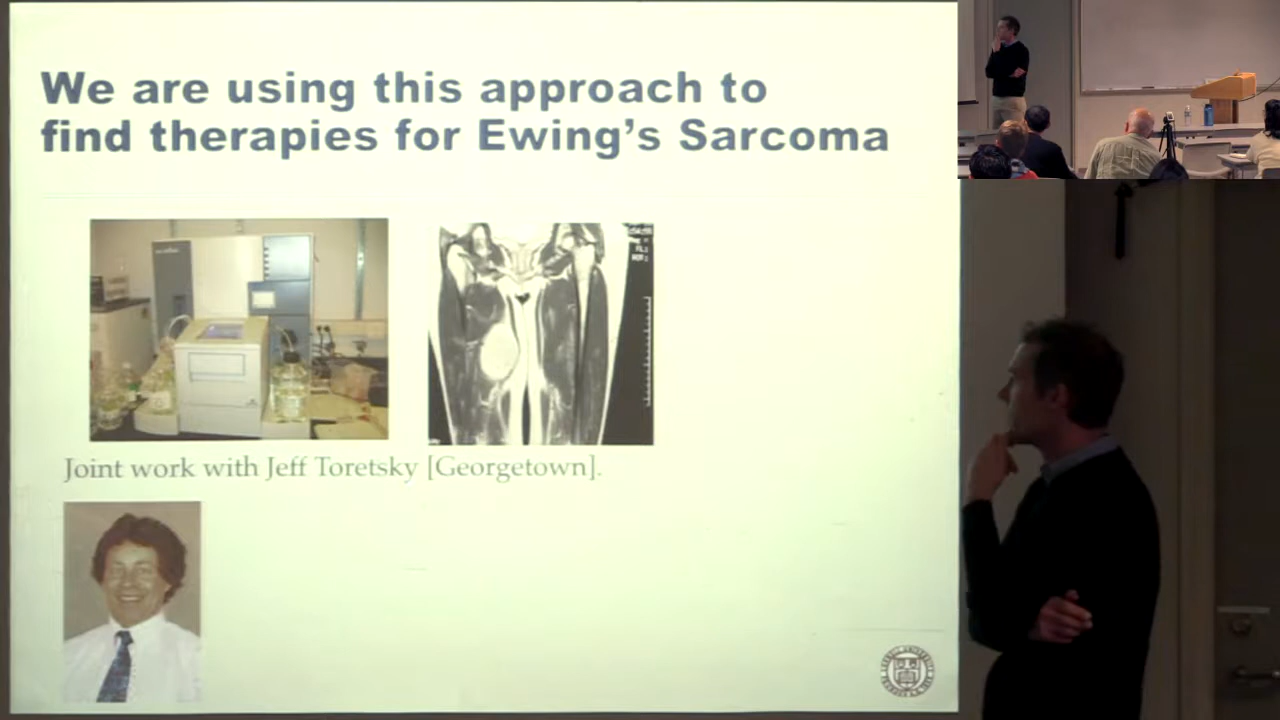 We are using this approach to
find therapies for Ewing’s Sarcoma
Joint work with Jeff Toretsky [Georgetown].